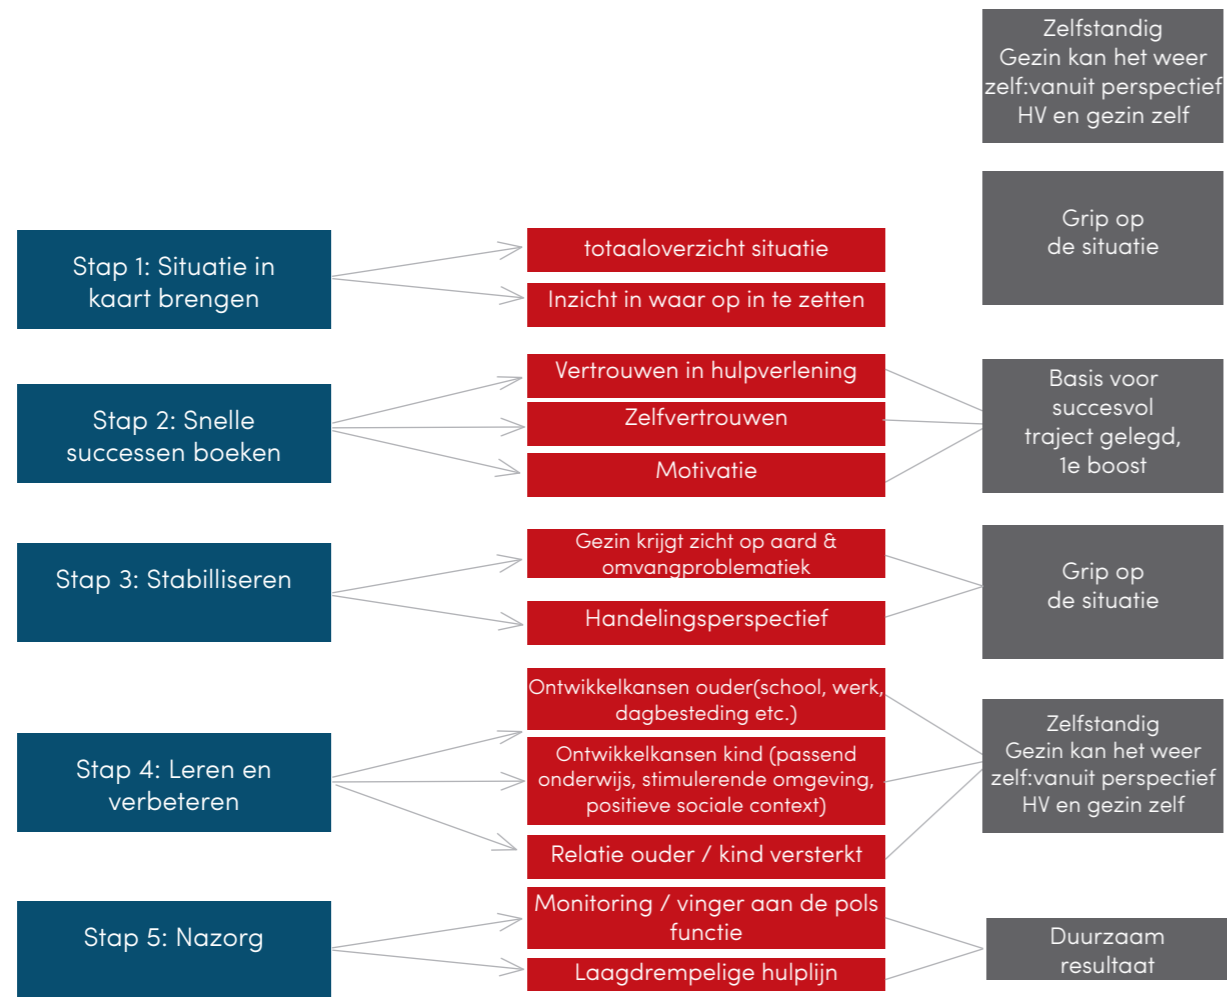 Zelfstandig
Gezin kan het weer
zelf:vanuit perspectief
HV en gezin zelf
Grip op
de situatie
Stap 1: Situatie in
kaart brengen
totaaloverzicht situatie
Inzicht in waar op in te zetten
Stap 2: Snelle
successen boeken
Vertrouwen in hulpverlening
Zelfvertrouwen
Motivatie
Basis voor
succesvol
traject gelegd,
1e boost
Stap 3: Stabilliseren
Gezin krijgt zicht op aard &
omvangproblematiek
Handelingsperspectief
Grip op
de situatie
Stap 4: Leren en
verbeteren
Ontwikkelkansen ouder(school, werk,
dagbesteding etc.)
Ontwikkelkansen kind (passend
onderwijs, stimulerende omgeving,
positieve sociale context)
Relatie ouder / kind versterkt
Zelfstandig
Gezin kan het weer
zelf:vanuit perspectief
HV en gezin zelf
Stap 5: Nazorg
Monitoring / vinger aan de pols
functie
Laagdrempelige hulplijn
Duurzaam
resultaat